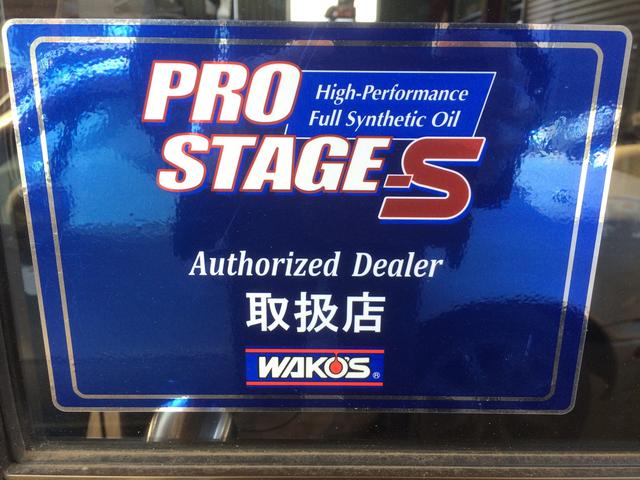 PRO
High-Performance
Full Synthetic Oil
STAGE-S
Authorized Dealer
取扱店
WAKO'S®